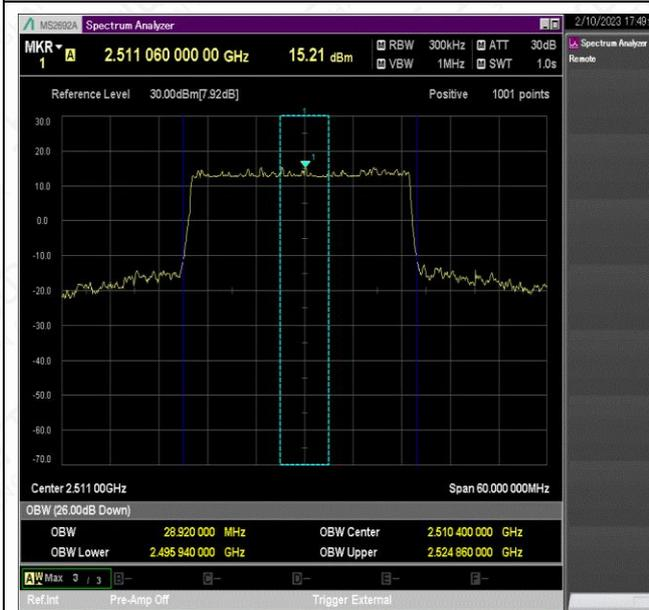 MS2692A Spectrum Analyzer
2/10/2023 17:49
MKR 1 A 2.511 060 000 00 GHz 15.21 dBm
M RBW 300kHz M ATT 30dB
M VBW 1MHz M SWT 1.0s
Spectrum Analyzer
Remote
Reference Level 30.00dBm[7.92dB] Positive 1001 points
1
30.0
20.0
1
10.0
0.0
-10.0
-20.0
-30.0
-40.0
-50.0
-60.0
-70.0
Center 2.511 00GHz Span 60.000 000MHz
OBW (26.00dB Down)
OBW 28.920 000 MHz OBW Center 2.510 400 000 GHz
OBW Lower 2.495 940 000 GHz OBW Upper 2.524 860 000 GHz
A W Max 3 / 3 B- C- D- E- F-
Ref.Int Pre-Amp Off Trigger External